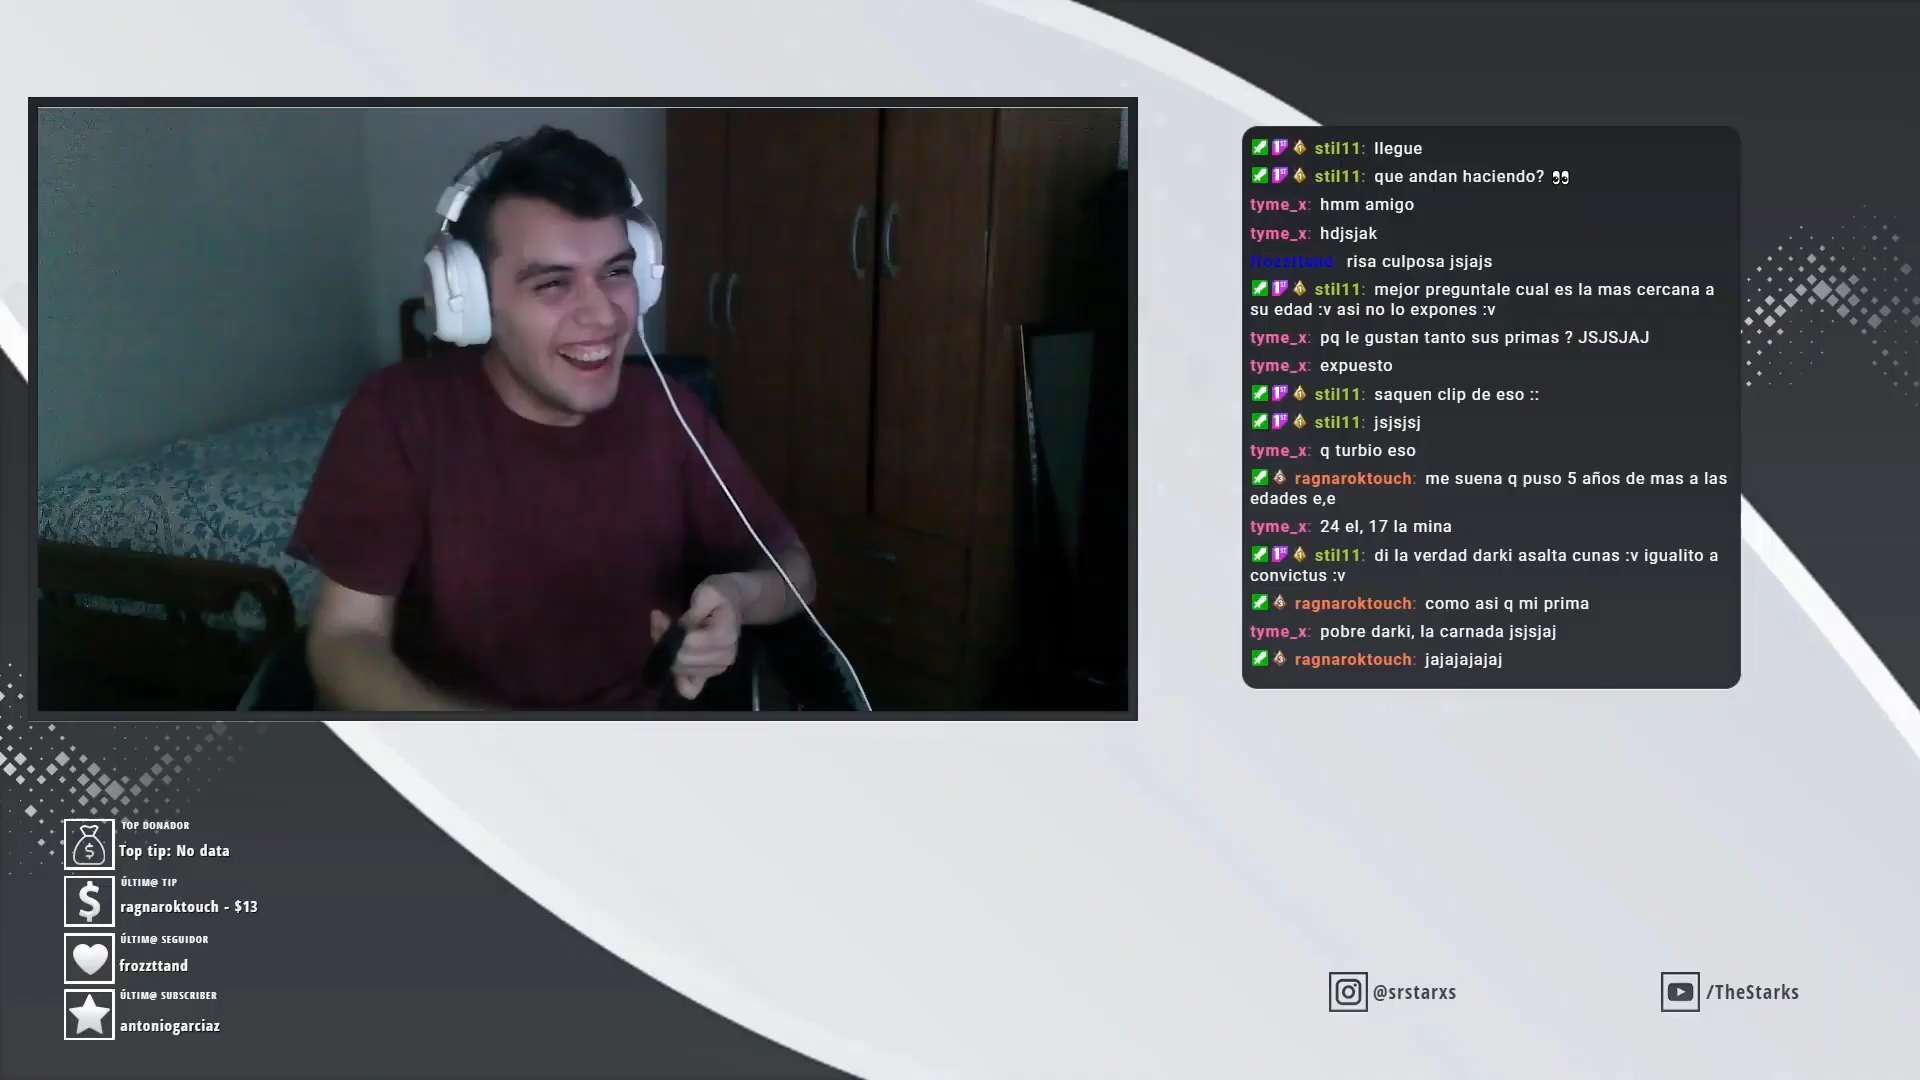 stil11: llegue
stil11: que andan haciendo? 👀
tyme_x: hmm amigo
tyme_x: hdjsjak
frozzttand: risa culposa jsjajs
stil11: mejor preguntale cual es la mas cercana a
su edad :v asi no lo expones :v
tyme_x: pq le gustan tanto sus primas ? JSJSJAJ
tyme_x: expuesto
stil11: saquen clip de eso ::
stil11: jsjsjsj
tyme_x: q turbio eso
ragnaroktouch: me suena q puso 5 años de mas a las
edades e,e
tyme_x: 24 el, 17 la mina
stil11: di la verdad darki asalta cunas :v igualito a
convictus :v
ragnaroktouch: como asi q mi prima
tyme_x: pobre darki, la carnada jsjsjaj
ragnaroktouch: jajajajajaj
TOP DONADOR
Top tip: No data
ÚLTIM@ TIP
ragnaroktouch - $13
ÚLTIM@ SEGUIDOR
frozzttand
ÚLTIM@ SUBSCRIBER
antoniogarciaz
@srstarxs
/TheStarks